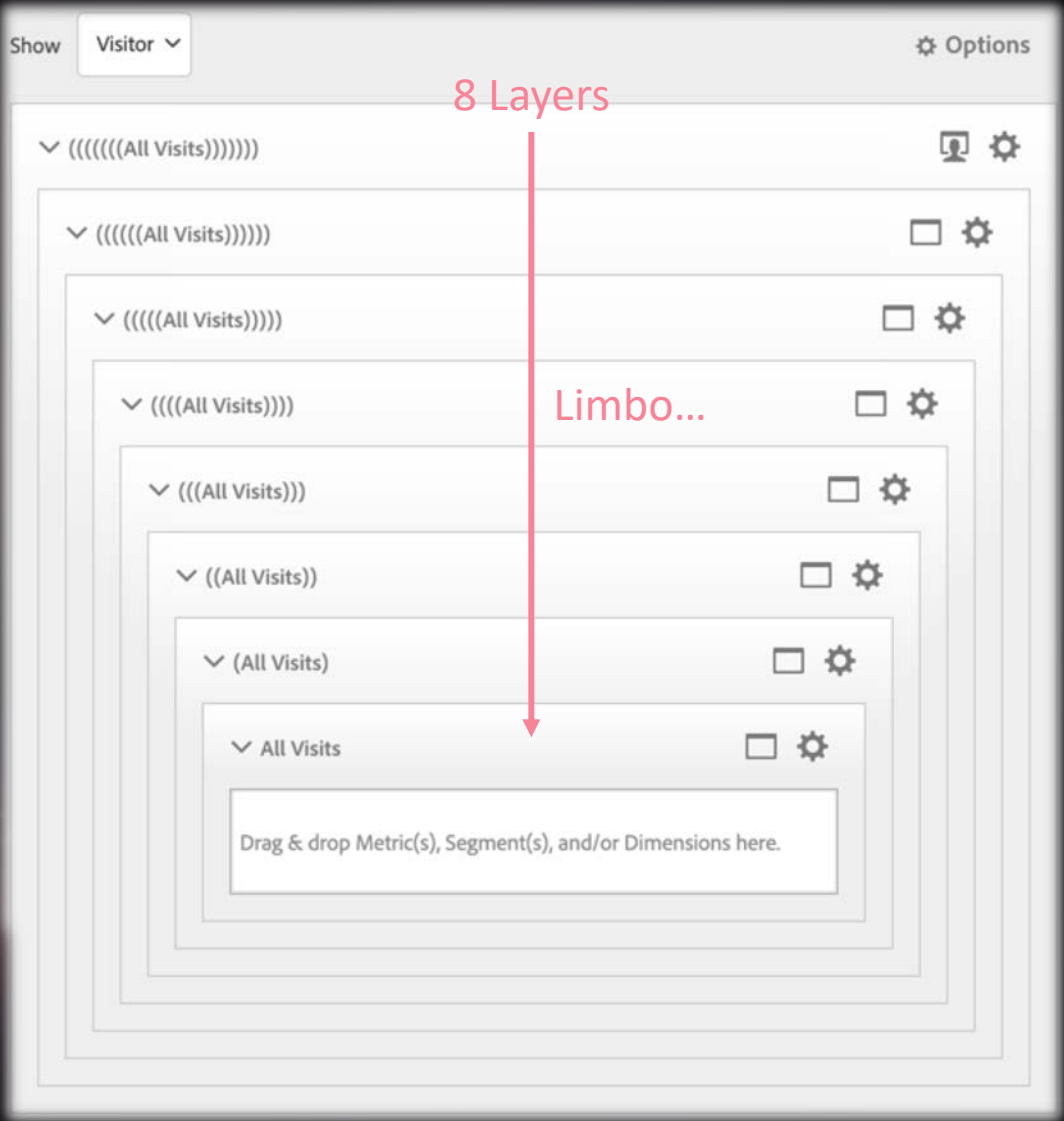 Show Visitor Options
8 Layers
(((((((All Visits)))))))
((((((All Visits))))))
(((((All Visits)))))
((((All Visits))))
Limbo...
(((All Visits)))
((All Visits))
(All Visits)
All Visits
Drag & drop Metric(s), Segment(s), and/or Dimensions here.